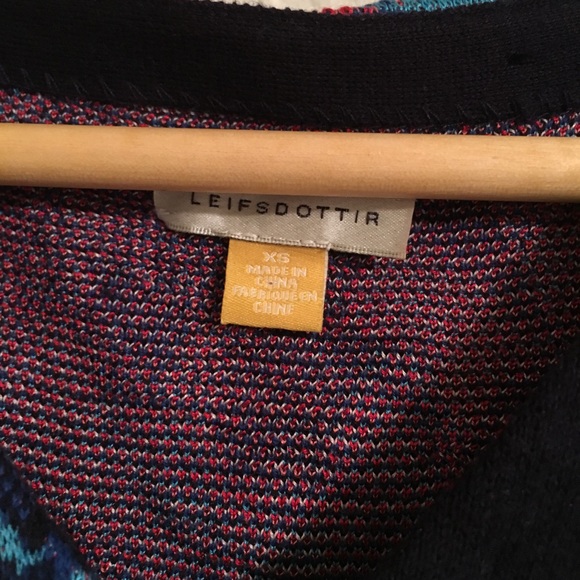 LEIFSDOTTIR
XS
MADE IN
CHINA
FABRIQUE EN
CHINE